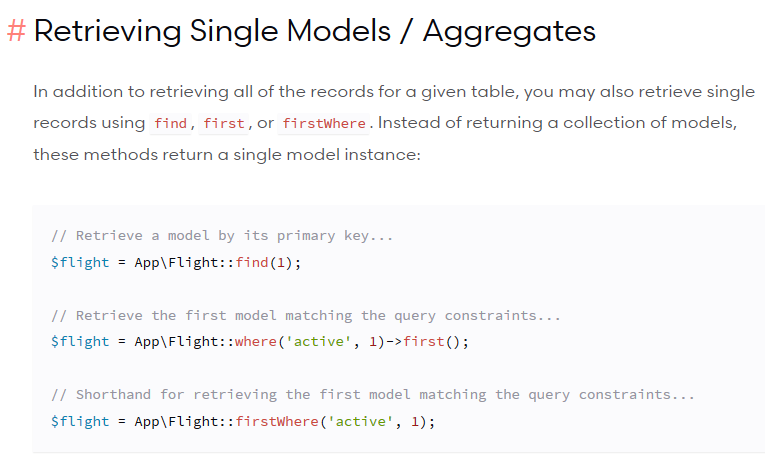 # Retrieving Single Models / Aggregates
In addition to retrieving all of the records for a given table, you may also retrieve single
records using find, first, or firstWhere. Instead of returning a collection of models,
these methods return a single model instance:
// Retrieve a model by its primary key...
$flight = App\Flight::find(1);
// Retrieve the first model matching the query constraints...
$flight = App\Flight::where('active', 1)->first();
// Shorthand for retrieving the first model matching the query constraints...
$flight = App\Flight::firstWhere('active', 1);